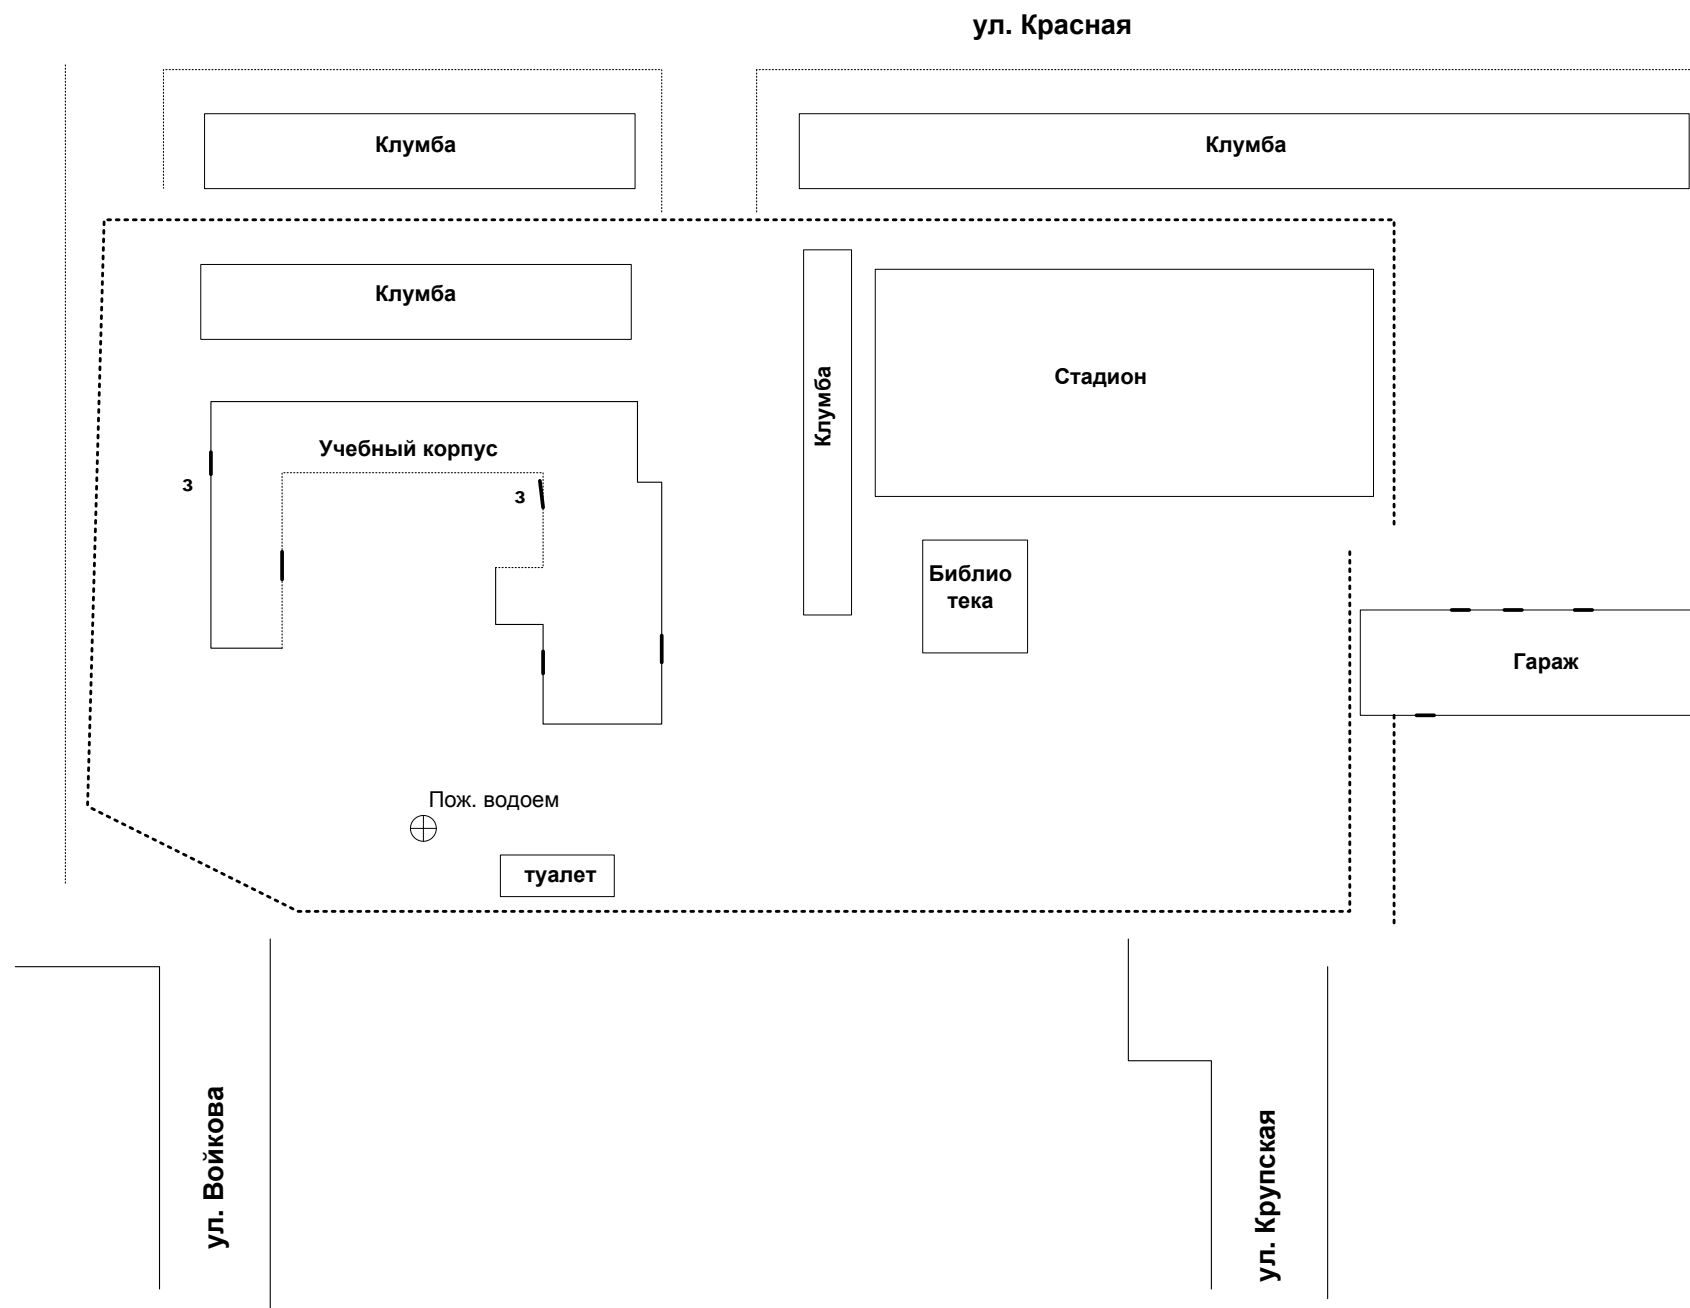 ул. Красная
Клумба
Клумба
Клумба
Клумба
Стадион
Учебный корпус
з
з
Библио
тека
Гараж
Пож. водоем
туалет
ул. Войкова
ул. Крупская